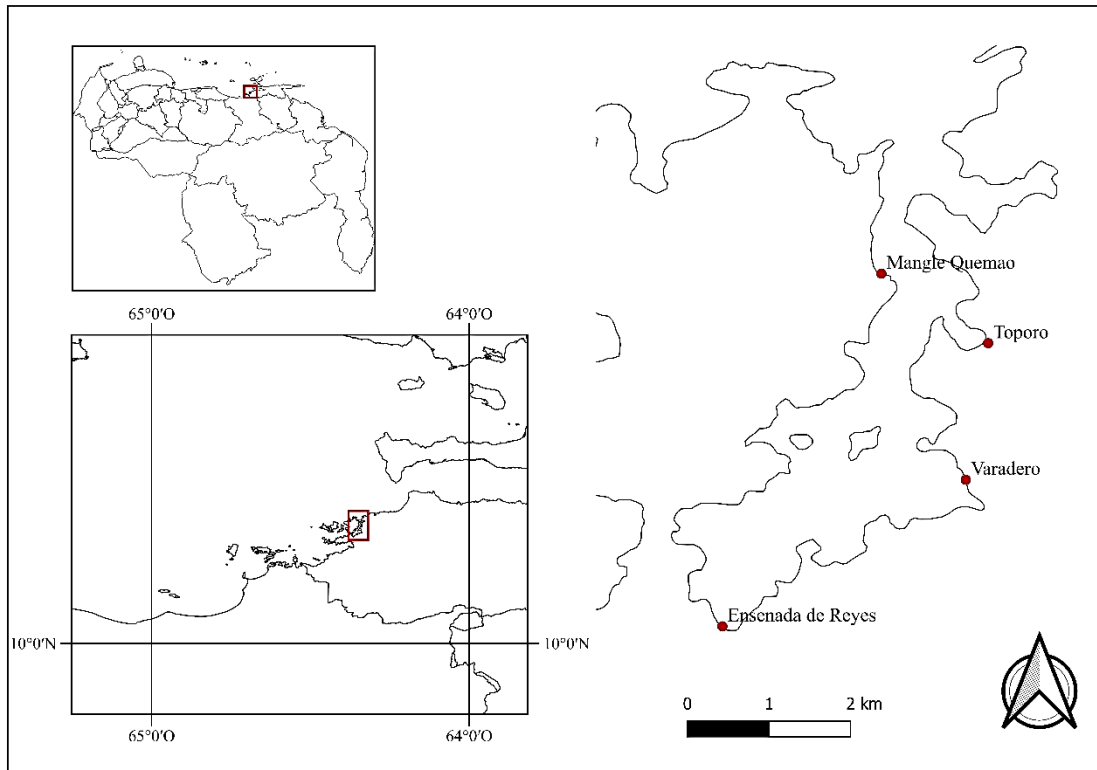 65°0′O
64°0′O
10°0′N
10°0′N
65°0′O
64°0′O
Mangle Quemao
Toporo
Varadero
Ensenada de Reyes
0
1
2 km